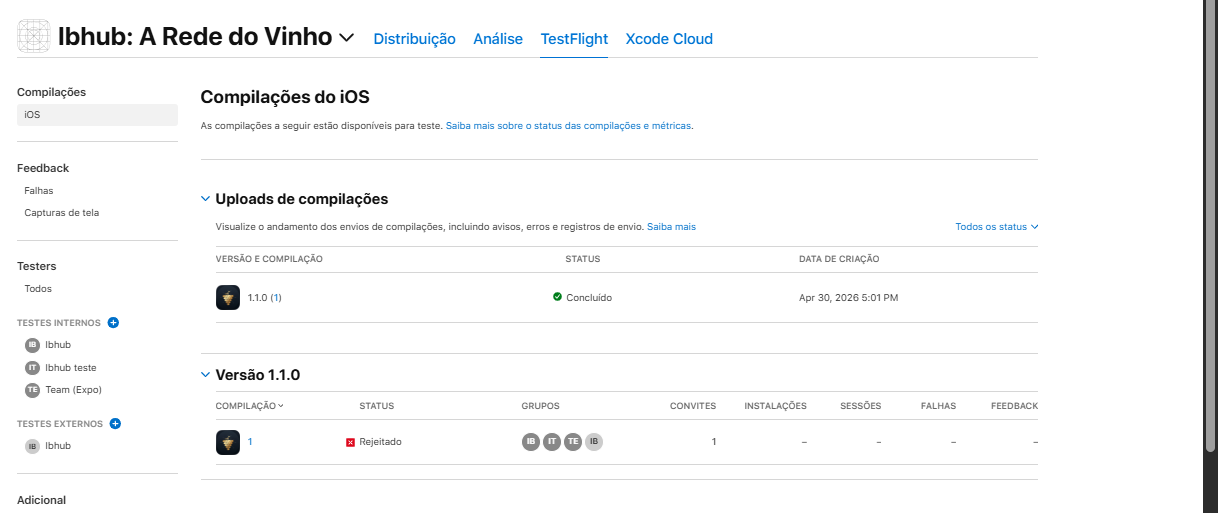 Ibhub: A Rede do Vinho
Distribuição Análise TestFlight Xcode Cloud
Compilações
iOS
Feedback
Falhas
Capturas de tela
Testers
Todos
TESTES INTERNOS
IB Ibhub
IT Ibhub teste
TE Team (Expo)
TESTES EXTERNOS
IB Ibhub
Adicional
Compilações do iOS
As compilações a seguir estão disponíveis para teste. Saiba mais sobre o status das compilações e métricas.
Uploads de compilações
Visualize o andamento dos envios de compilações, incluindo avisos, erros e registros de envio. Saiba mais
Todos os status
VERSÃO E COMPILAÇÃO STATUS DATA DE CRIAÇÃO
1.1.0 (1) Concluído Apr 30, 2026 5:01 PM
Versão 1.1.0
COMPILAÇÃO STATUS GRUPOS CONVITES INSTALAÇÕES SESSÕES FALHAS FEEDBACK
1 Rejeitado IB IT TE IB 1 – – – –